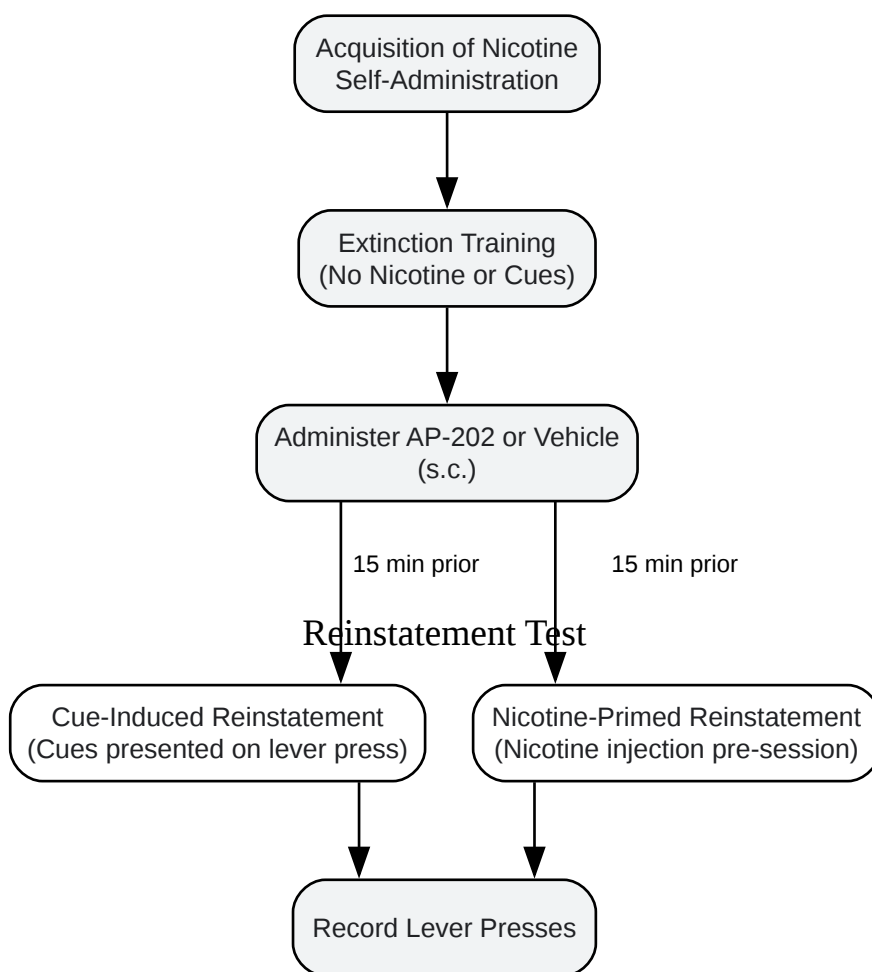 Acquisition of Nicotine
Self-Administration
Extinction Training
(No Nicotine or Cues)
Administer AP-202 or Vehicle
(s.c.)
15 min prior
15 min prior
Reinstatement Test
Cue-Induced Reinstatement
(Cues presented on lever press)
Nicotine-Primed Reinstatement
(Nicotine injection pre-session)
Record Lever Presses